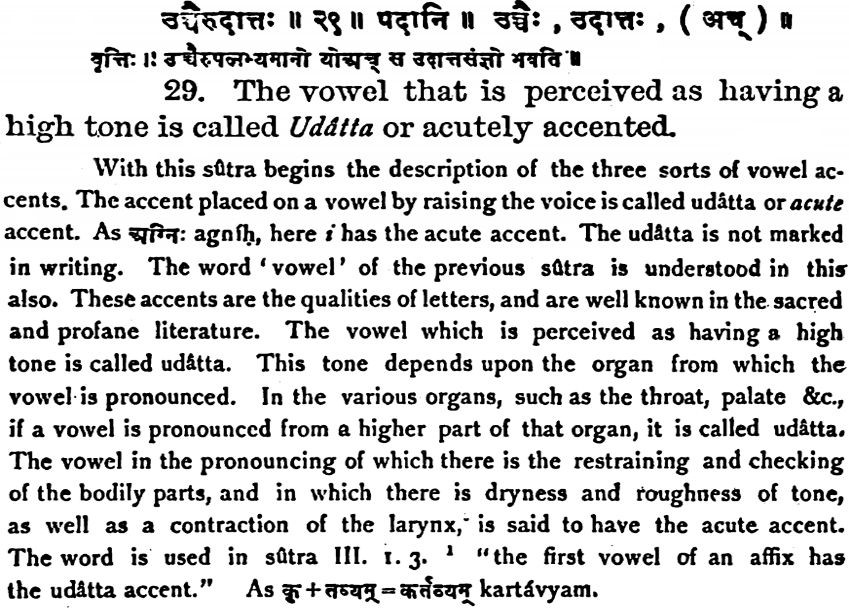 उच्चैरुदात्तः ॥ २९ ॥ पदानि ॥ उच्चैः , उदात्तः , ( अच् ) ॥
वृत्तिः ॥ उच्चैरुपलभ्यमानो योऽच् स उदात्तसंज्ञो भवति ॥
29. The vowel that is perceived as having a
high tone is called Udâtta or acutely accented.
With this sûtra begins the description of the three sorts of vowel ac-
cents. The accent placed on a vowel by raising the voice is called udâtta or acute
accent. As अग्निः agníḥ, here i has the acute accent. The udâtta is not marked
in writing. The word ‘vowel’ of the previous sûtra is understood in this
also. These accents are the qualities of letters, and are well known in the sacred
and profane literature. The vowel which is perceived as having a high
tone is called udâtta. This tone depends upon the organ from which the
vowel is pronounced. In the various organs, such as the throat, palate &c.,
if a vowel is pronounced from a higher part of that organ, it is called udâtta.
The vowel in the pronouncing of which there is the restraining and checking
of the bodily parts, and in which there is dryness and roughness of tone,
as well as a contraction of the larynx, is said to have the acute accent.
The word is used in sûtra III. 1. 3. ¹ “the first vowel of an affix has
the udâtta accent.” As कृ + तव्यम् = कर्तव्यम् kartávyam.